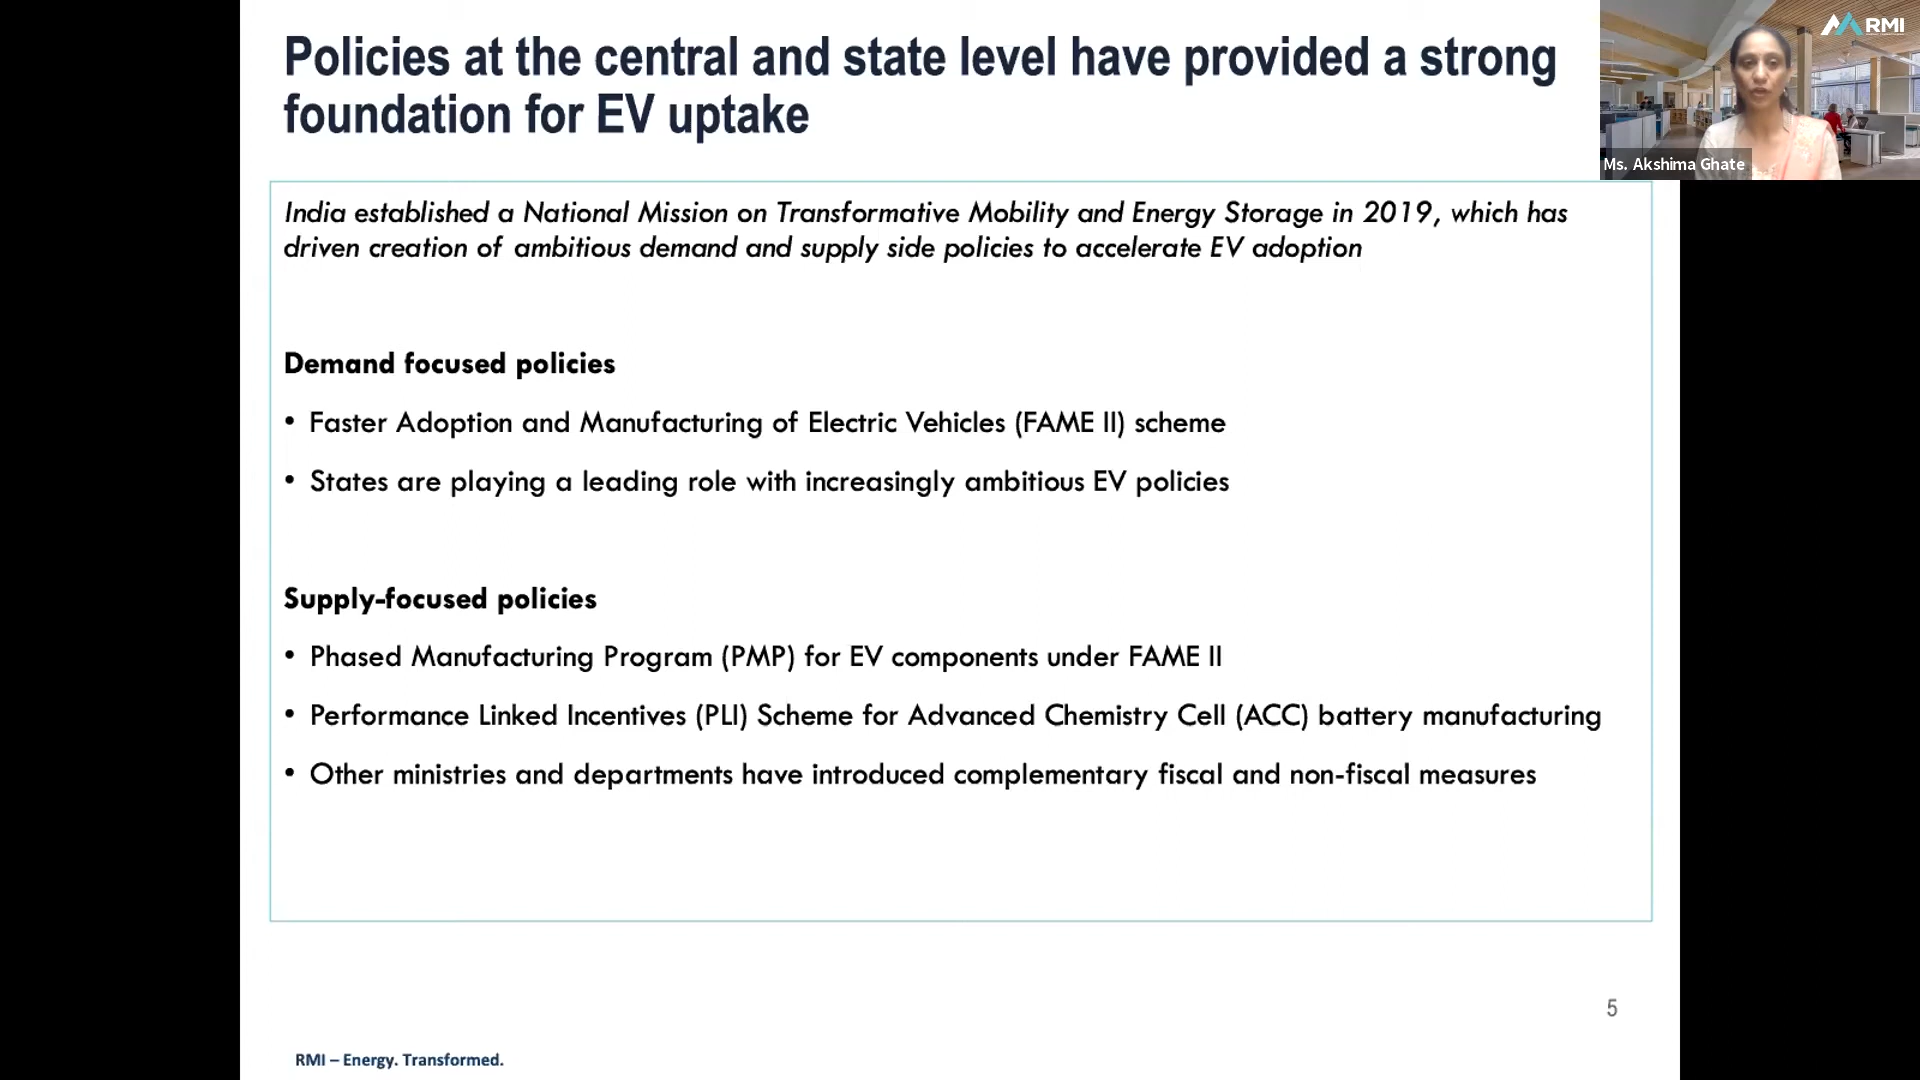 Policies at the central and state level have provided a strong
foundation for EV uptake
RMI
Ms. Akshima Ghate
India established a National Mission on Transformative Mobility and Energy Storage in 2019, which has
driven creation of ambitious demand and supply side policies to accelerate EV adoption
Demand focused policies
• Faster Adoption and Manufacturing of Electric Vehicles (FAME II) scheme
• States are playing a leading role with increasingly ambitious EV policies
Supply-focused policies
• Phased Manufacturing Program (PMP) for EV components under FAME II
• Performance Linked Incentives (PLI) Scheme for Advanced Chemistry Cell (ACC) battery manufacturing
• Other ministries and departments have introduced complementary fiscal and non-fiscal measures
5
RMI – Energy. Transformed.